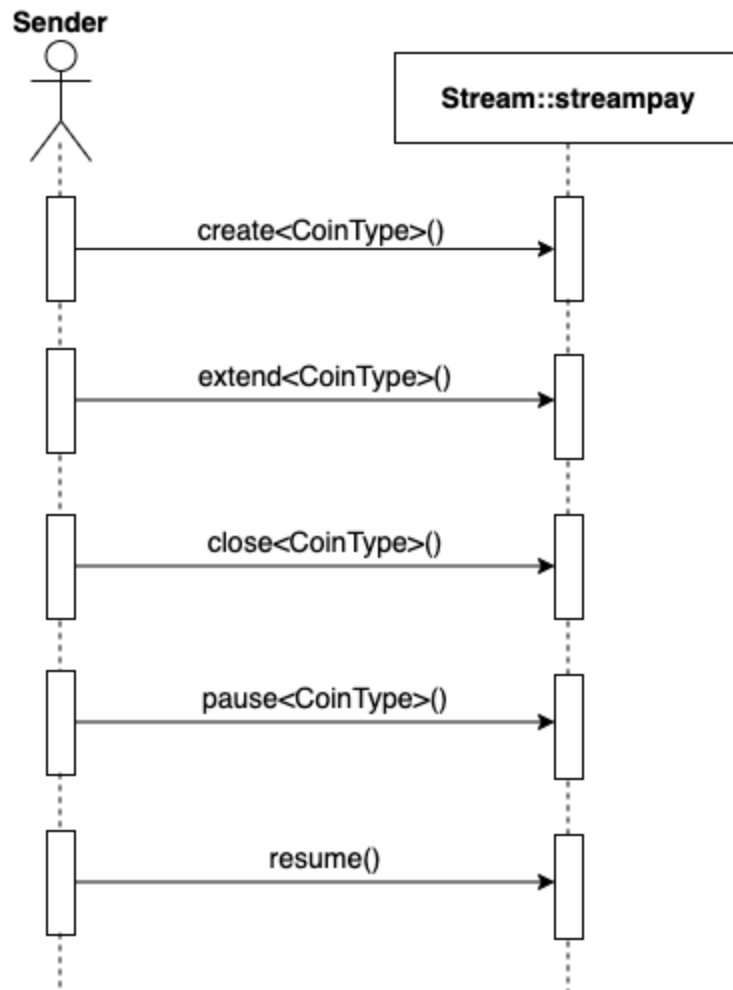 Sender
Stream::streampay
create<CoinType>()
extend<CoinType>()
close<CoinType>()
pause<CoinType>()
resume()